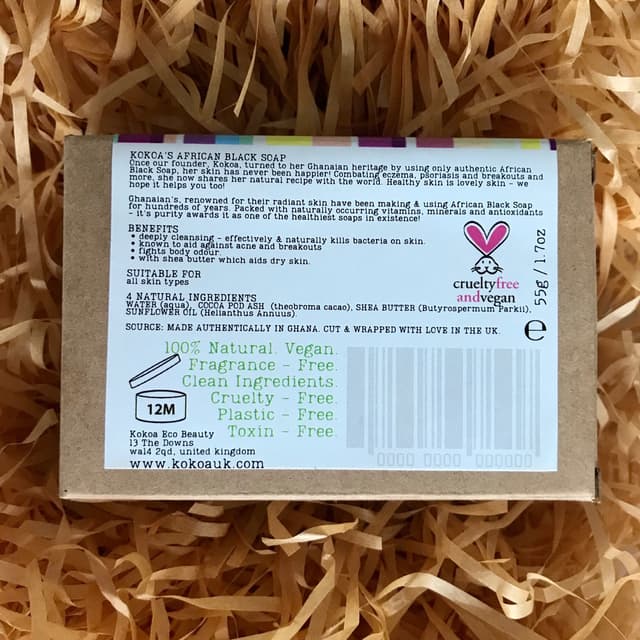 KOKOA'S AFRICAN BLACK SOAP
Once our founder, Kokoa, turned to her Ghanaian heritage by using only authentic African
Black Soap, her skin has never been happier! Combating eczema, psoriasis and breakouts and
more, she now shares her natural recipe with the world. Healthy skin is lovely skin - we
hope it helps you too!
Ghanaian's, renowned for their radiant skin have been making & using African Black Soap
for hundreds of years. Packed with naturally occurring vitamins, minerals and antioxidants
- it's purity awards it as one of the healthiest soaps in existence!
BENEFITS
• deeply cleansing - effectively & naturally kills bacteria on skin.
• known to aid against acne and breakouts
• fights body odour.
• with shea butter which aids dry skin.
SUITABLE FOR
all skin types
4 NATURAL INGREDIENTS
WATER (aqua), COCOA POD ASH (theobroma cacao), SHEA BUTTER (Butyrospermum Parkii),
SUNFLOWER OIL (Helianthus Annuus).
SOURCE: MADE AUTHENTICALLY IN GHANA. CUT & WRAPPED WITH LOVE IN THE UK.
crueltyfree
andvegan
55g / 1.7oz
e
100% Natural. Vegan.
Fragrance - Free.
Clean Ingredients.
Cruelty - Free.
Plastic - Free.
Toxin - Free.
12M
Kokoa Eco Beauty
13 The Downs
wa14 2qd, united kingdom
www.kokoauk.com
0000 0000 000000